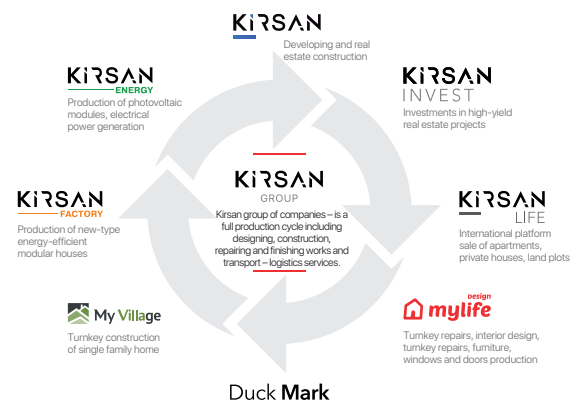 KIRSAN
Developing and real
estate construction
KIRSAN
ENERGY
Production of photovoltaic
modules, electrical
power generation
KIRSAN
INVEST
Investments in high-yield
real estate projects
KIRSAN
GROUP
Kirsan group of companies – is a
full production cycle including
designing, construction,
repairing and finishing works and
transport – logistics services.
KIRSAN
FACTORY
Production of new-type
energy-efficient
modular houses
KIRSAN
LIFE
International platform
sale of apartments,
private houses, land plots
My Village
Turnkey construction
of single family home
design
mylife
Turnkey repairs, interior design,
turnkey repairs, furniture,
windows and doors production
Duck Mark